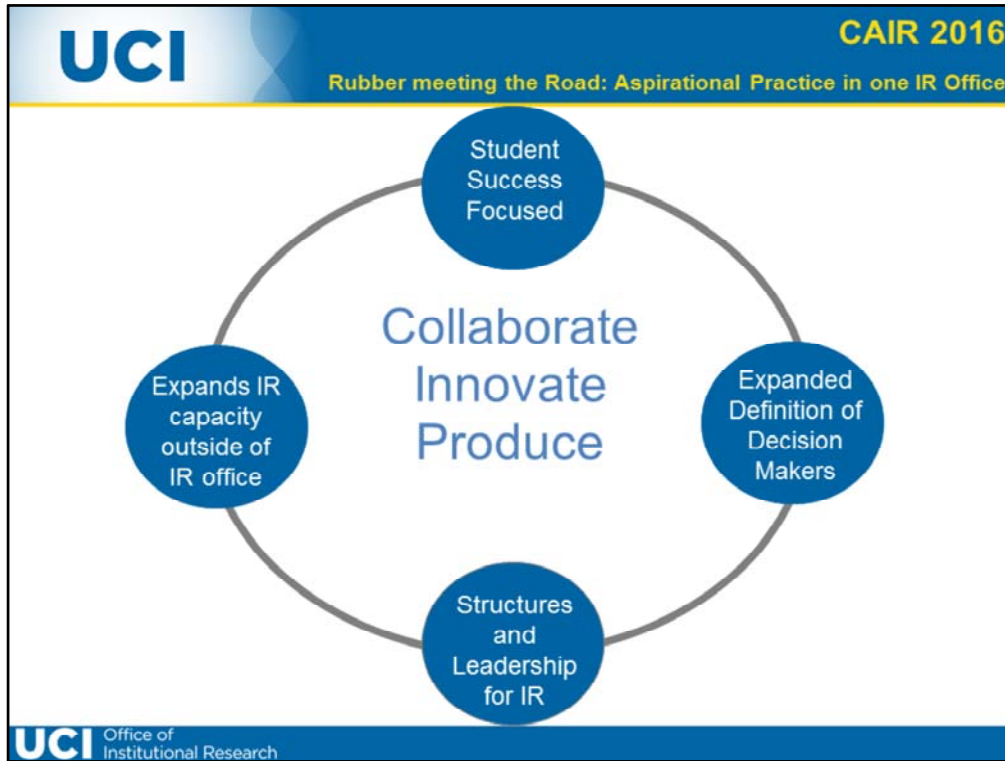 UCI
CAIR 2016
Rubber meeting the Road: Aspirational Practice in one IR Office
Student
Success
Focused
Collaborate
Innovate
Produce
Expands IR
capacity
outside of
IR office
Expanded
Definition of
Decision
Makers
Structures
and
Leadership
for IR
UCI
Office of
Institutional Research